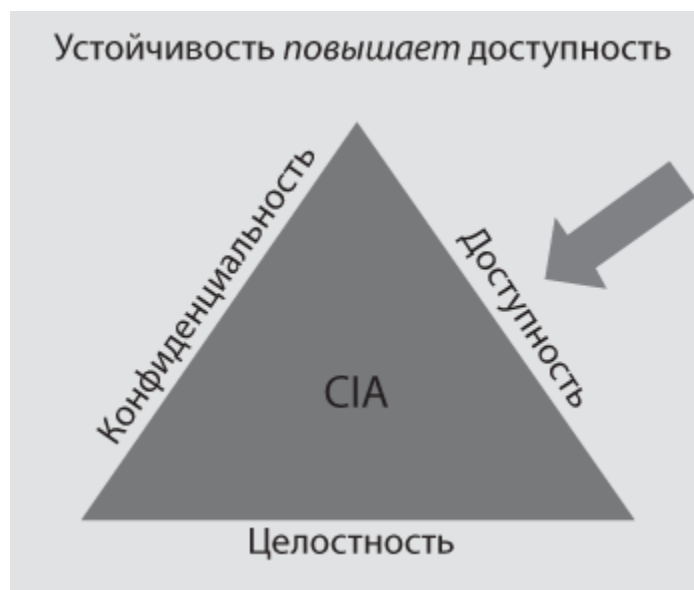 Устойчивость повышает доступность
Конфиденциальность
Доступность
CIA
Целостность